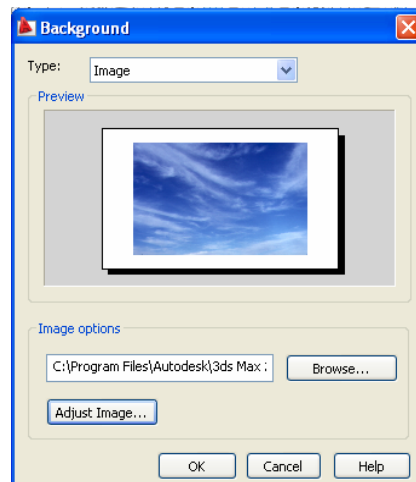 Background
Type: Image
Preview
Image options
C:\Program Files\Autodesk\3ds Max
Browse...
Adjust Image...
OK Cancel Help